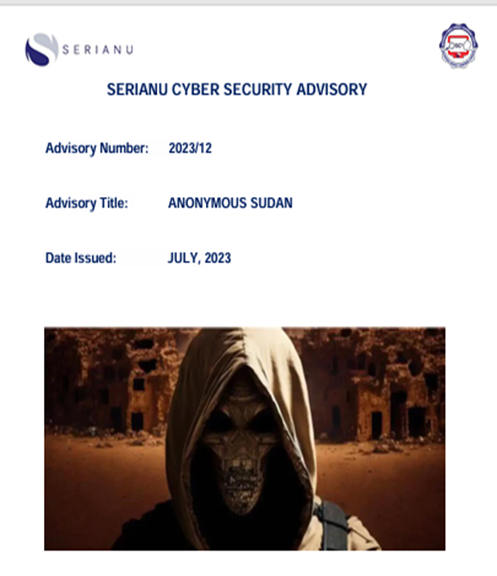 SERIANU
SERIANU CYBER SECURITY ADVISORY
Advisory Number: 2023/12
Advisory Title: ANONYMOUS SUDAN
Date Issued: JULY, 2023